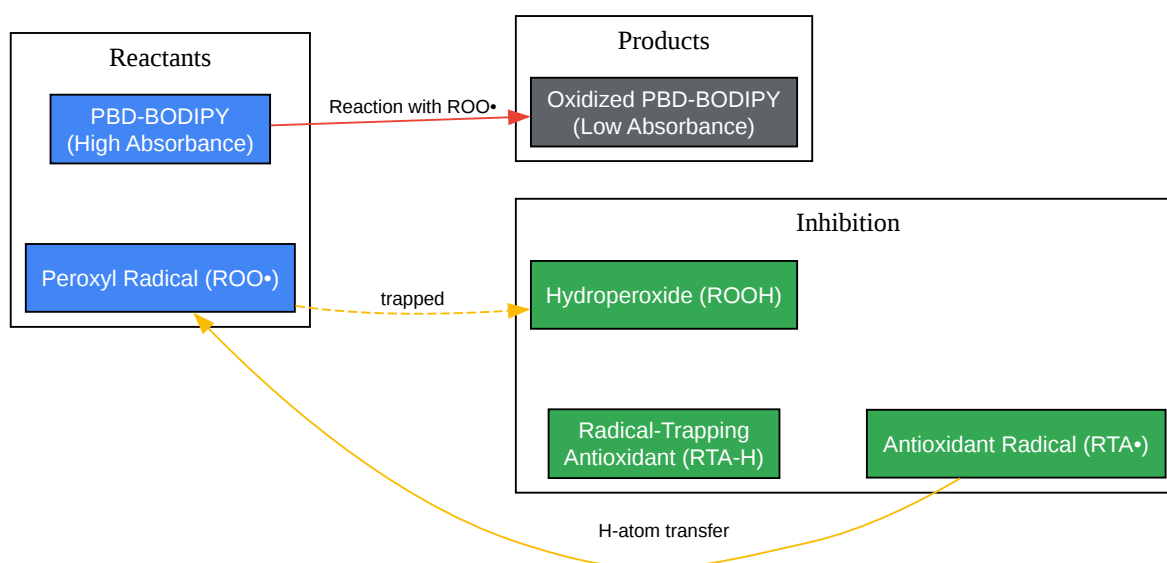 Reactants
PBD-BODIPY
(High Absorbance)
Peroxyl Radical (ROO•)
Reaction with ROO•
trapped
Products
Oxidized PBD-BODIPY
(Low Absorbance)
Inhibition
Hydroperoxide (ROOH)
Radical-Trapping
Antioxidant (RTA-H)
Antioxidant Radical (RTA•)
H-atom transfer